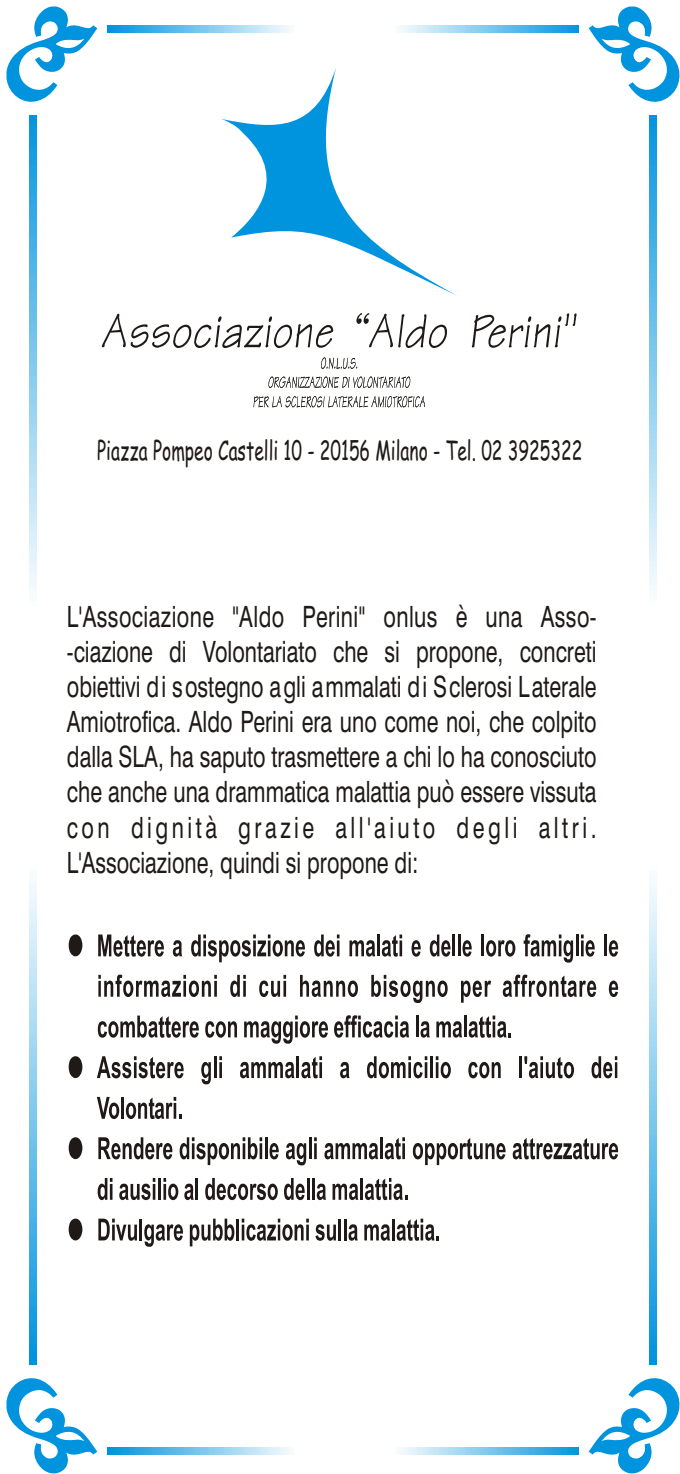 Associazione “Aldo Perini"
O.N.L.U.S.
ORGANIZZAZIONE DI VOLONTARIATO
PER LA SCLEROSI LATERALE AMIOTROFICA
Piazza Pompeo Castelli 10 - 20156 Milano - Tel. 02 3925322
L'Associazione "Aldo Perini" onlus è una Asso-
-ciazione di Volontariato che si propone, concreti
obiettivi di sostegno agli ammalati di Sclerosi Laterale
Amiotrofica. Aldo Perini era uno come noi, che colpito
dalla SLA, ha saputo trasmettere a chi lo ha conosciuto
che anche una drammatica malattia può essere vissuta
con dignità grazie all'aiuto degli altri.
L'Associazione, quindi si propone di:
● Mettere a disposizione dei malati e delle loro famiglie le
informazioni di cui hanno bisogno per affrontare e
combattere con maggiore efficacia la malattia.
● Assistere gli ammalati a domicilio con l'aiuto dei
Volontari.
● Rendere disponibile agli ammalati opportune attrezzature
di ausilio al decorso della malattia.
● Divulgare pubblicazioni sulla malattia.